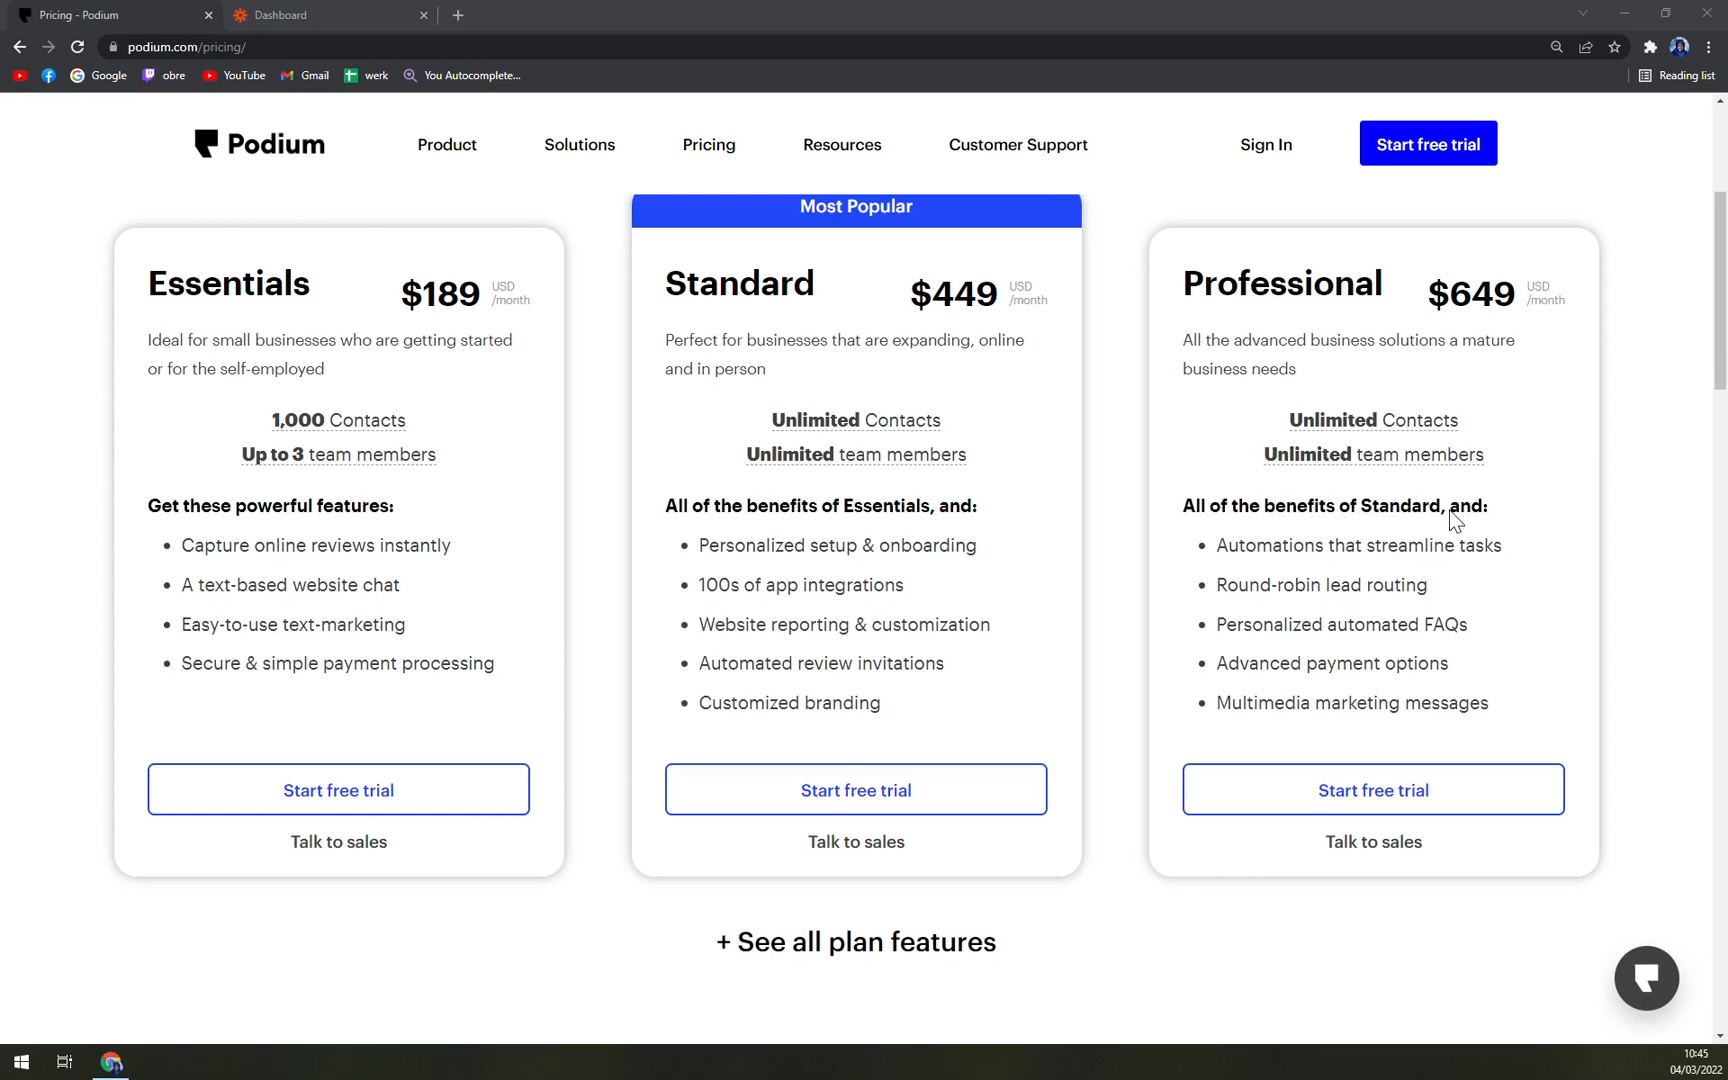 Pricing - Podium
Dashboard
podium.com/pricing/
Google
obre
YouTube
Gmail
werk
You Autocomplete...
Reading list
Podium
Product
Solutions
Pricing
Resources
Customer Support
Sign In
Start free trial
Essentials
$189
USD
/month
Ideal for small businesses who are getting started
or for the self-employed
1,000 Contacts
Up to 3 team members
Get these powerful features:
• Capture online reviews instantly
• A text-based website chat
• Easy-to-use text-marketing
• Secure & simple payment processing
Start free trial
Talk to sales
Most Popular
Standard
$449
USD
/month
Perfect for businesses that are expanding, online
and in person
Unlimited Contacts
Unlimited team members
All of the benefits of Essentials, and:
• Personalized setup & onboarding
• 100s of app integrations
• Website reporting & customization
• Automated review invitations
• Customized branding
Start free trial
Talk to sales
Professional
$649
USD
/month
All the advanced business solutions a mature
business needs
Unlimited Contacts
Unlimited team members
All of the benefits of Standard, and:
• Automations that streamline tasks
• Round-robin lead routing
• Personalized automated FAQs
• Advanced payment options
• Multimedia marketing messages
Start free trial
Talk to sales
+ See all plan features
10:45
04/03/2022